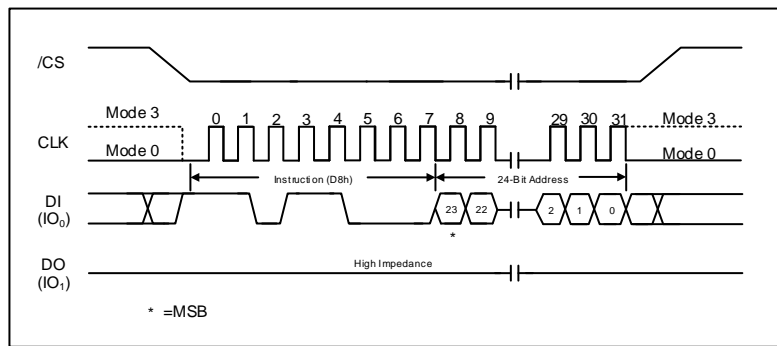 /CS
Mode 3 0 1 2 3 4 5 6 7 8 9 29 30 31 Mode 3
CLK
Mode 0 Mode 0
Instruction (D8h) 24-Bit Address
DI
(IO₀) 23 22 2 1 0
*
DO High Impedance
(IO₁)
* =MSB